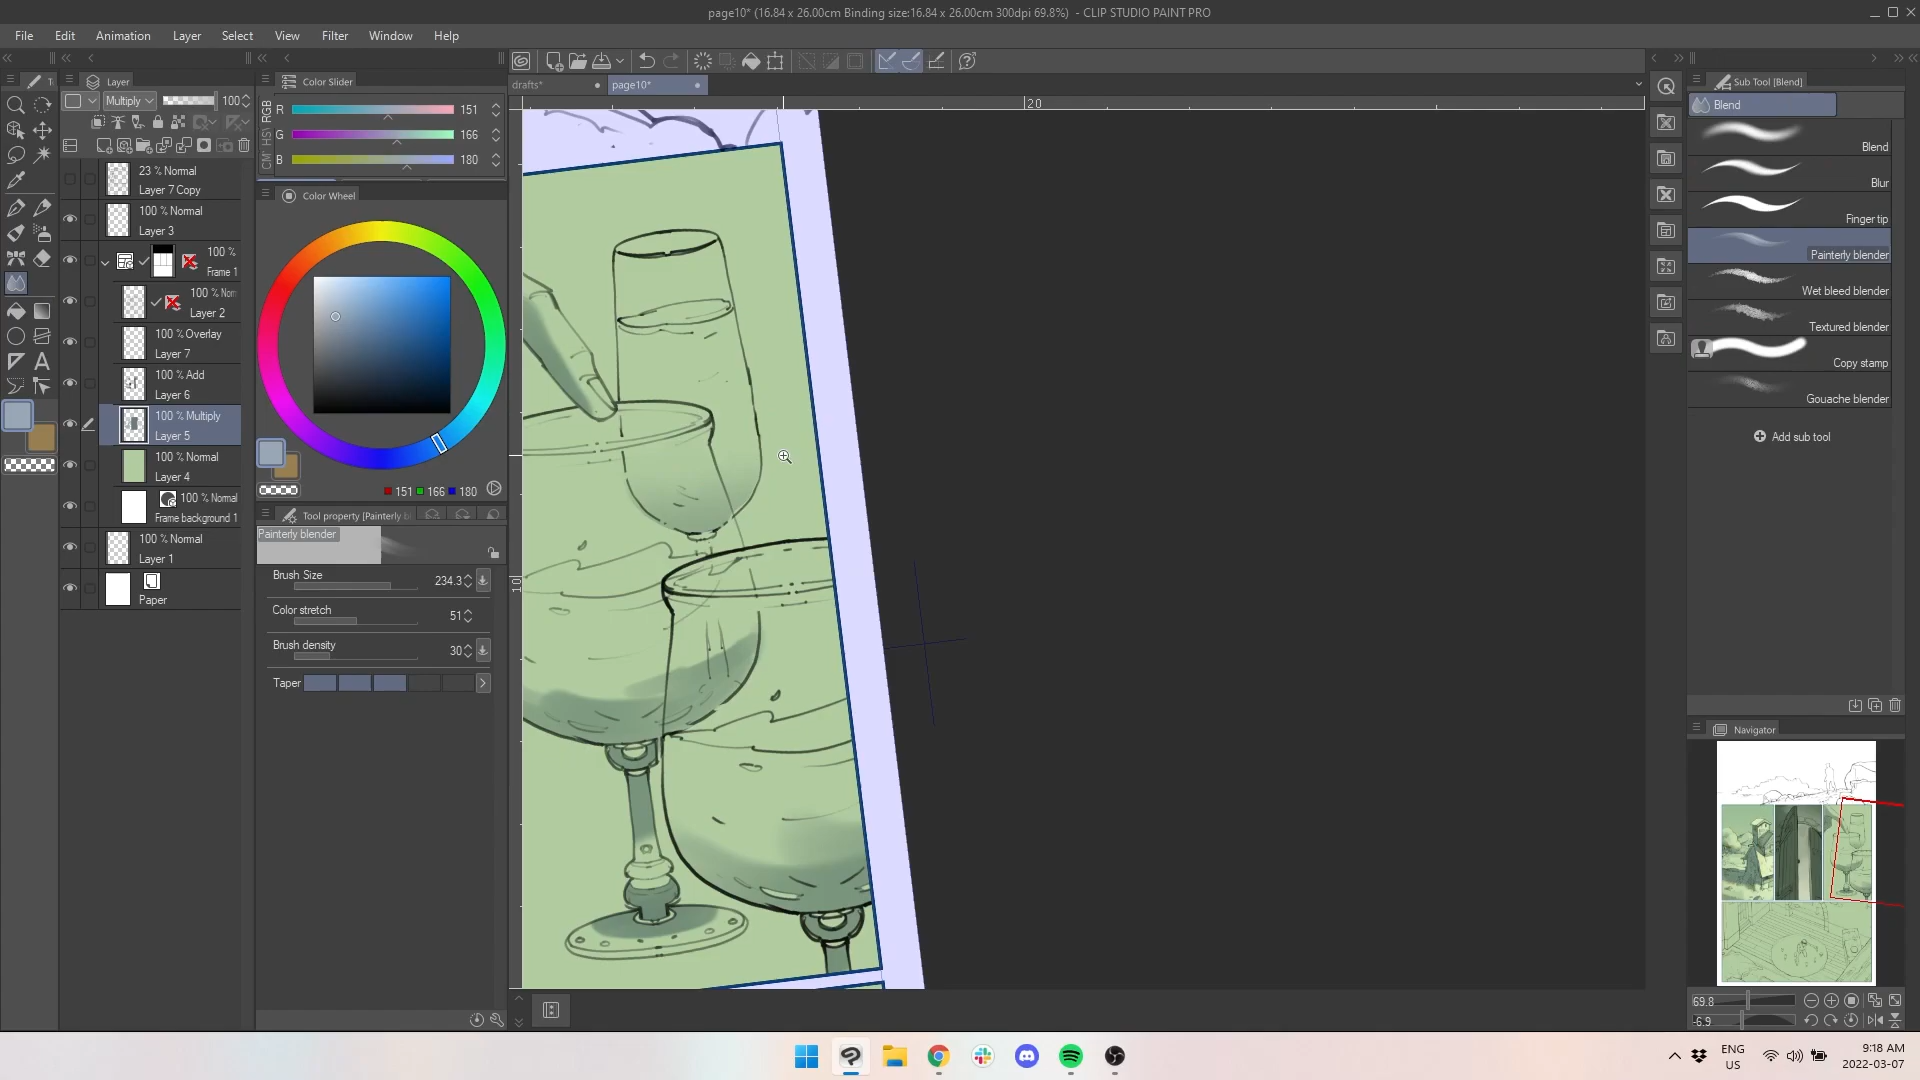 page10* (16.84 x 26.00cm Binding size:16.84 x 26.00cm 300dpi 69.8%)  - CLIP STUDIO PAINT PRO
File Edit Animation Layer Select View Filter Window Help
drafts*
page10*
T
Layer
Multiply
100
23 % Normal
Layer 7 Copy
100 % Normal
Layer 3
100 %
Frame 1
100 % Nor
Layer 2
100 % Overlay
Layer 7
100 % Add
Layer 6
100 % Multiply
Layer 5
100 % Normal
Layer 4
100 % Normal
Frame background 1
100 % Normal
Layer 1
Paper
Color Slider
RGB
HSV
CM
R 151
G 166
B 180
Color Wheel
151 166 180
Tool property [Painterly bl
Painterly blender
Brush Size 234.3
Color stretch 51
Brush density 30
Taper
20
10
Sub Tool [Blend]
Blend
Blend
Blur
Finger tip
Painterly blender
Wet bleed blender
Textured blender
Copy stamp
Gouache blender
Add sub tool
Navigator
69.8
-6.9
ENG
US
9:18 AM
2022-03-07